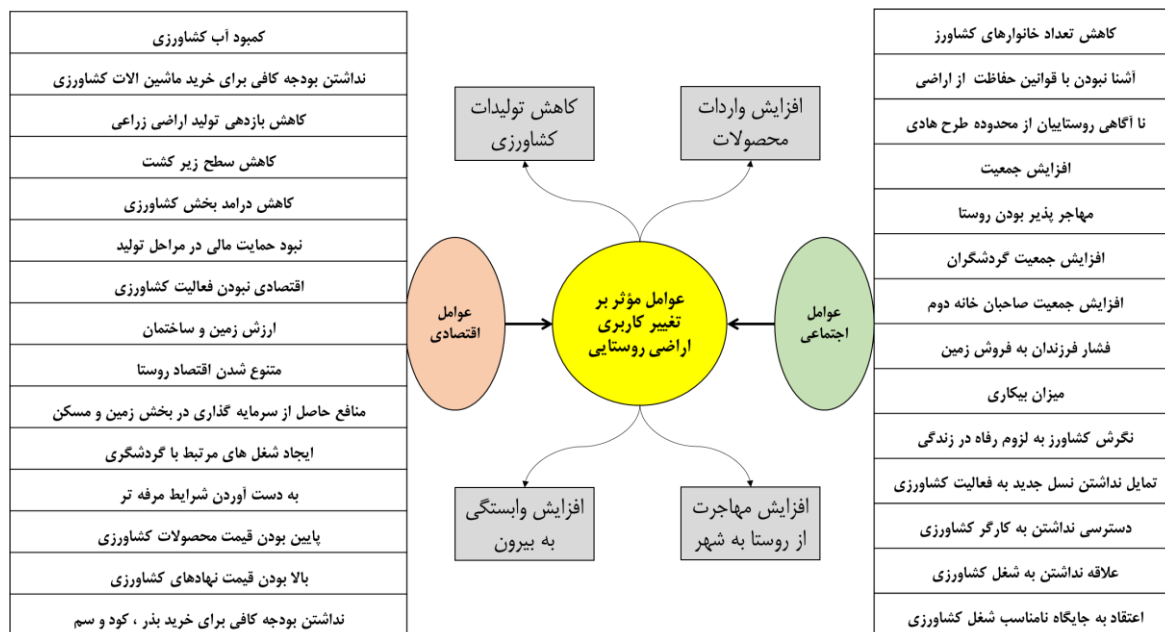 کاهش تعداد خانوارهای کشاورز
آشنا نبودن با قوانین حفاظت از اراضی
نا آگاهی روستاییان از محدوده طرح هادی
افزایش جمعیت
مهاجر پذیر بودن روستا
افزایش جمعیت گردشگران
افزایش جمعیت صاحبان خانه دوم
فشار فرزندان به فروش زمین
میزان بیکاری
نگرش کشاورز به لزوم رفاه در زندگی
تمایل نداشتن نسل جدید به فعالیت کشاورزی
دسترسی نداشتن به کارگر کشاورزی
علاقه نداشتن به شغل کشاورزی
اعتقاد به جایگاه نامناسب شغل کشاورزی
عوامل
اجتماعی
افزایش واردات
محصولات
کاهش تولیدات
کشاورزی
عوامل مؤثر بر
تغییر کاربری
اراضی روستایی
افزایش مهاجرت
از روستا به شهر
افزایش وابستگی
به بیرون
عوامل
اقتصادی
کمبود آب کشاورزی
نداشتن بودجه کافی برای خرید ماشین الات کشاورزی
کاهش بازدهی تولید اراضی زراعی
کاهش سطح زیر کشت
کاهش درامد بخش کشاورزی
نبود حمایت مالی در مراحل تولید
اقتصادی نبودن فعالیت کشاورزی
ارزش زمین و ساختمان
متنوع شدن اقتصاد روستا
منافع حاصل از سرمایه گذاری در بخش زمین و مسکن
ایجاد شغل های مرتبط با گردشگری
به دست آوردن شرایط مرفه تر
پایین بودن قیمت محصولات کشاورزی
بالا بودن قیمت نهادهای کشاورزی
نداشتن بودجه کافی برای خرید بذر ، کود و سم